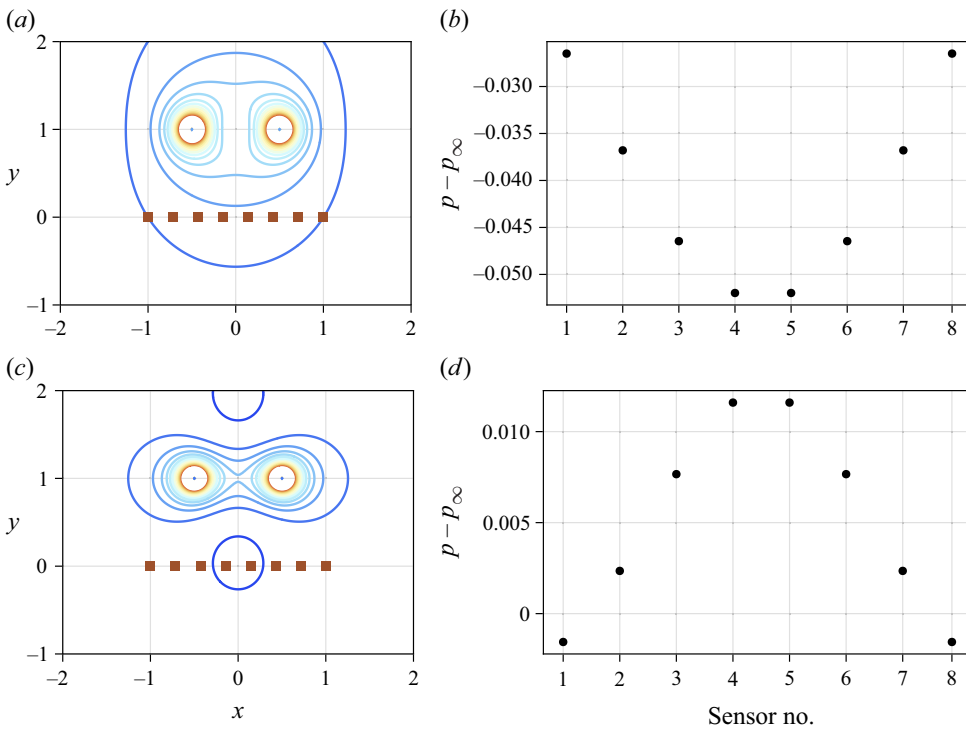 (a)
2
1
y
0
–1
–2
–1
0
1
2
(b)
–0.030
–0.035
p – p∞
–0.040
–0.045
–0.050
1 2 3 4 5 6 7 8
(c)
2
1
y
0
–1
–2
–1
0
1
2
x
(d)
0.010
p – p∞
0.005
0
1 2 3 4 5 6 7 8
Sensor no.